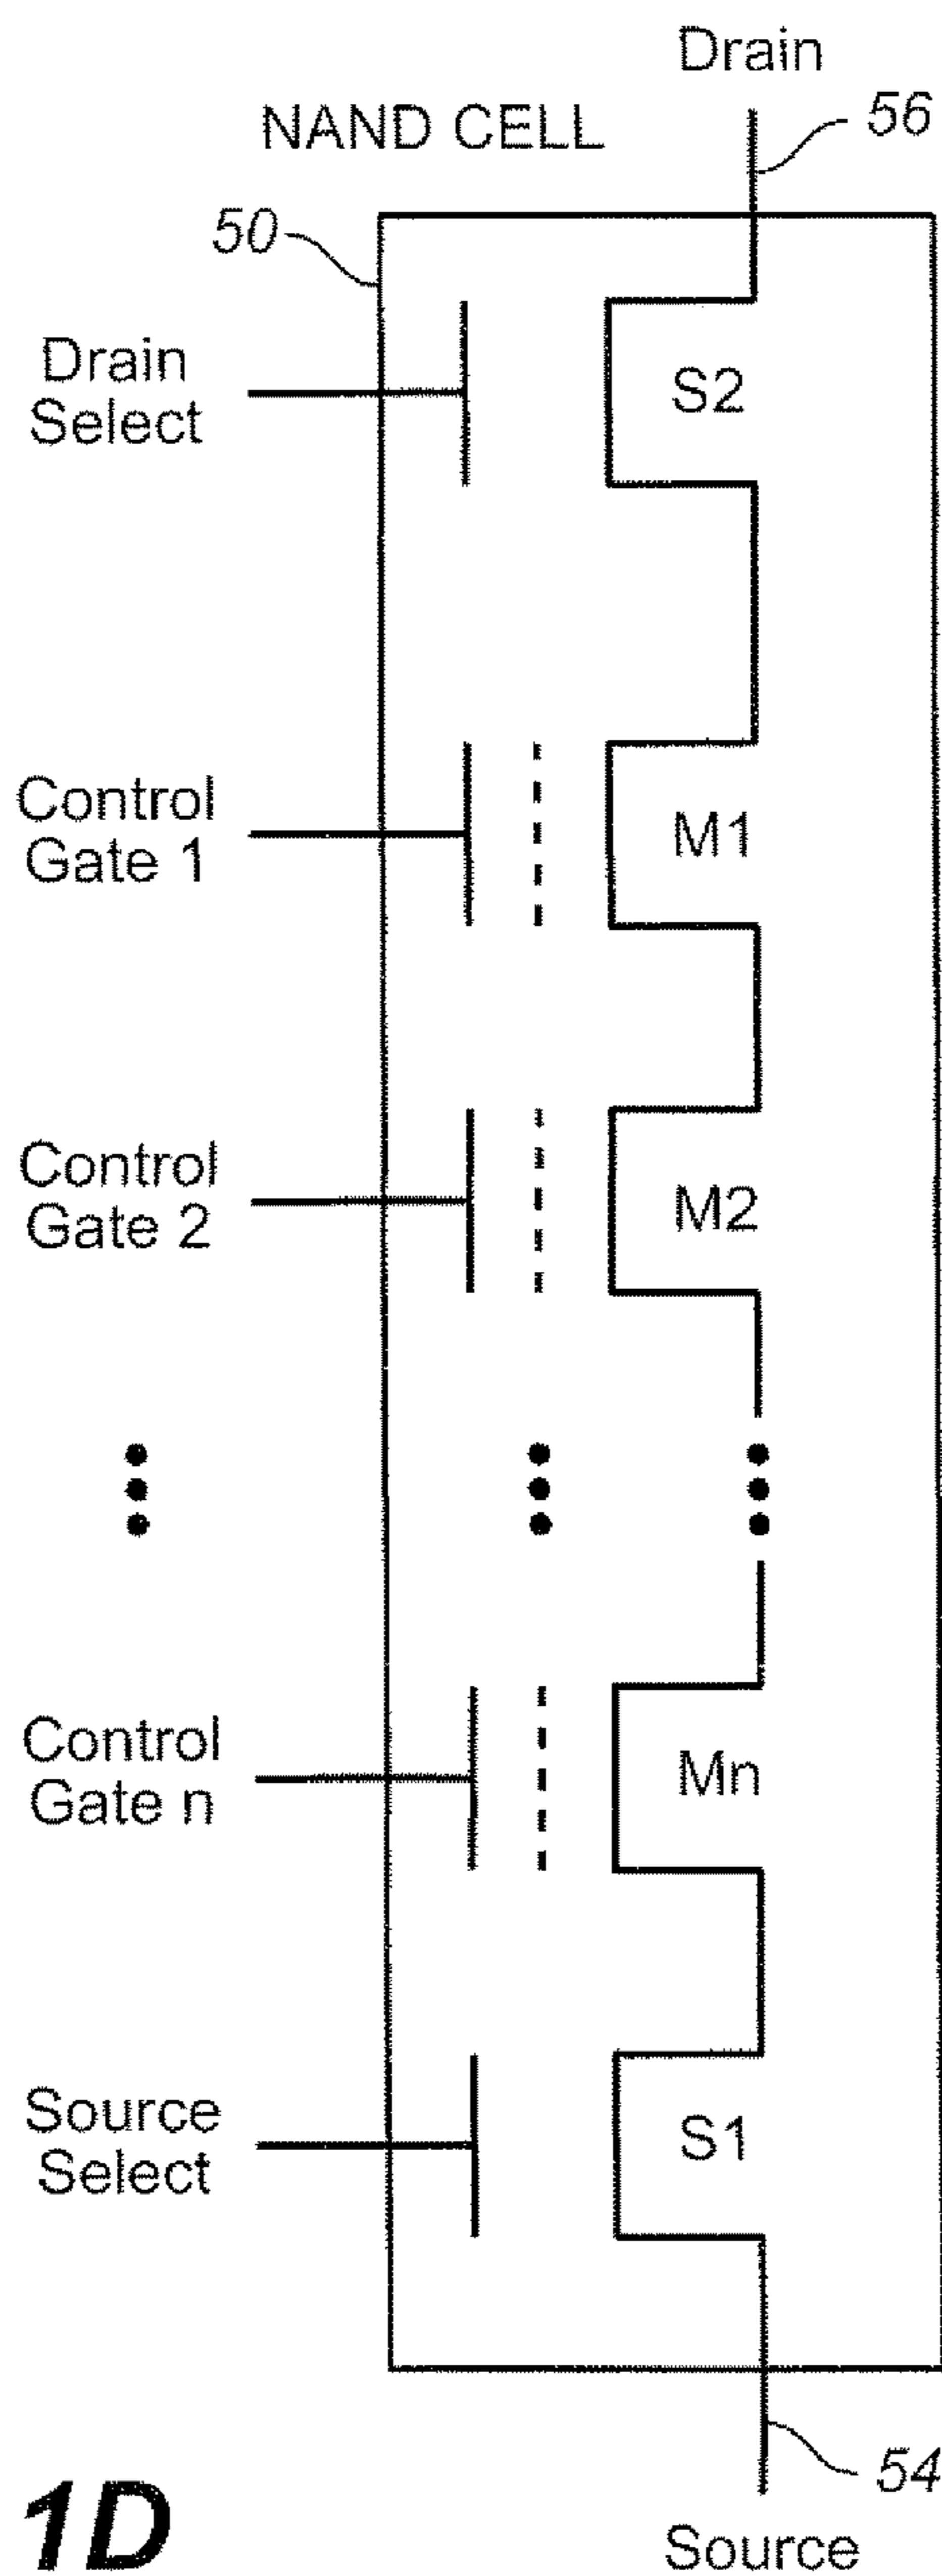 Drain
56
NAND CELL
50
Drain
Select
S2
Control
Gate 1
M1
Control
Gate 2
M2
Control
Gate n
Mn
Source
Select
S1
54
1D
Source